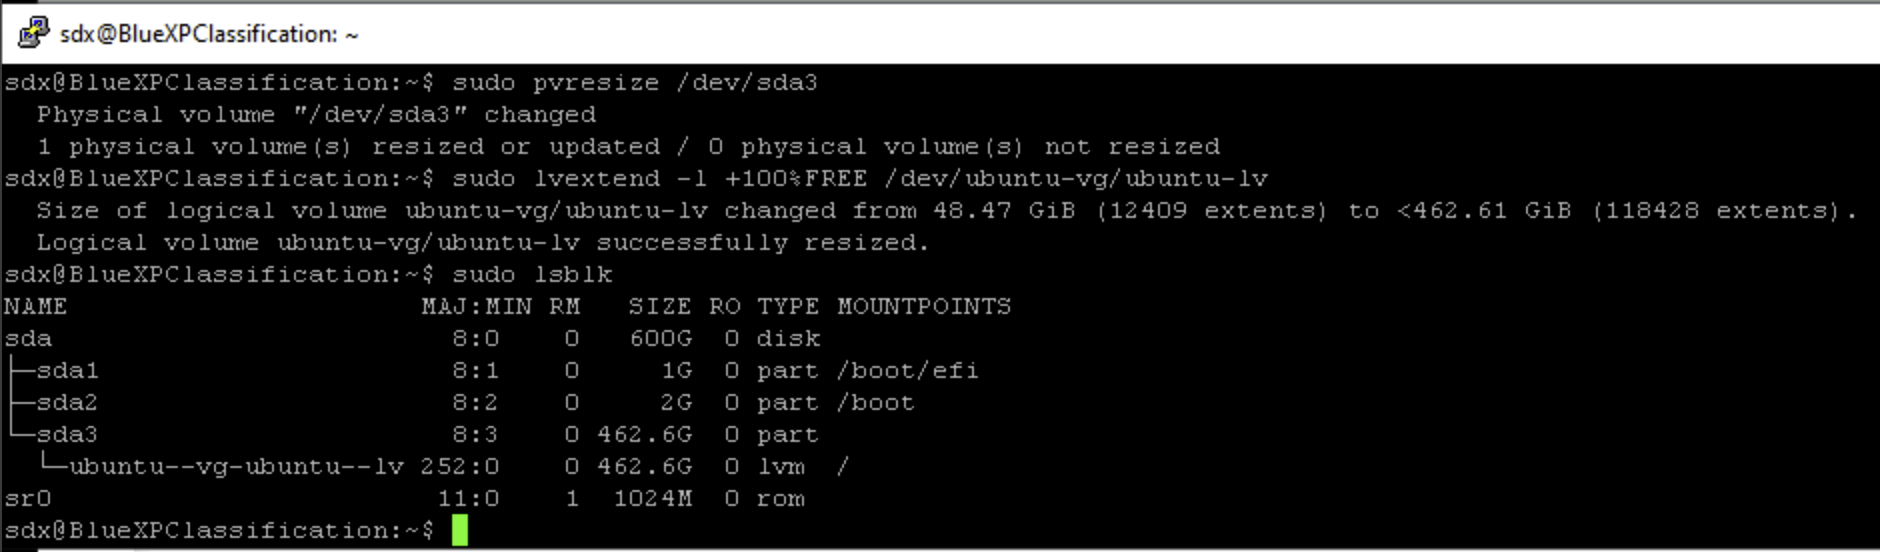 sdx@BlueXPClassification: ~
sdx@BlueXPClassification:~$ sudo pvresize /dev/sda3
  Physical volume "/dev/sda3" changed
  1 physical volume(s) resized or updated / 0 physical volume(s) not resized
sdx@BlueXPClassification:~$ sudo lvextend -l +100%FREE /dev/ubuntu-vg/ubuntu-lv
  Size of logical volume ubuntu-vg/ubuntu-lv changed from 48.47 GiB (12409 extents) to <462.61 GiB (118428 extents).
  Logical volume ubuntu-vg/ubuntu-lv successfully resized.
sdx@BlueXPClassification:~$ sudo lsblk
NAME                      MAJ:MIN RM   SIZE RO TYPE MOUNTPOINTS
sda                         8:0    0   600G  0 disk
├─sda1                      8:1    0     1G  0 part /boot/efi
├─sda2                      8:2    0     2G  0 part /boot
└─sda3                      8:3    0 462.6G  0 part
  └─ubuntu--vg-ubuntu--lv 252:0    0 462.6G  0 lvm  /
sr0                        11:0    1  1024M  0 rom
sdx@BlueXPClassification:~$